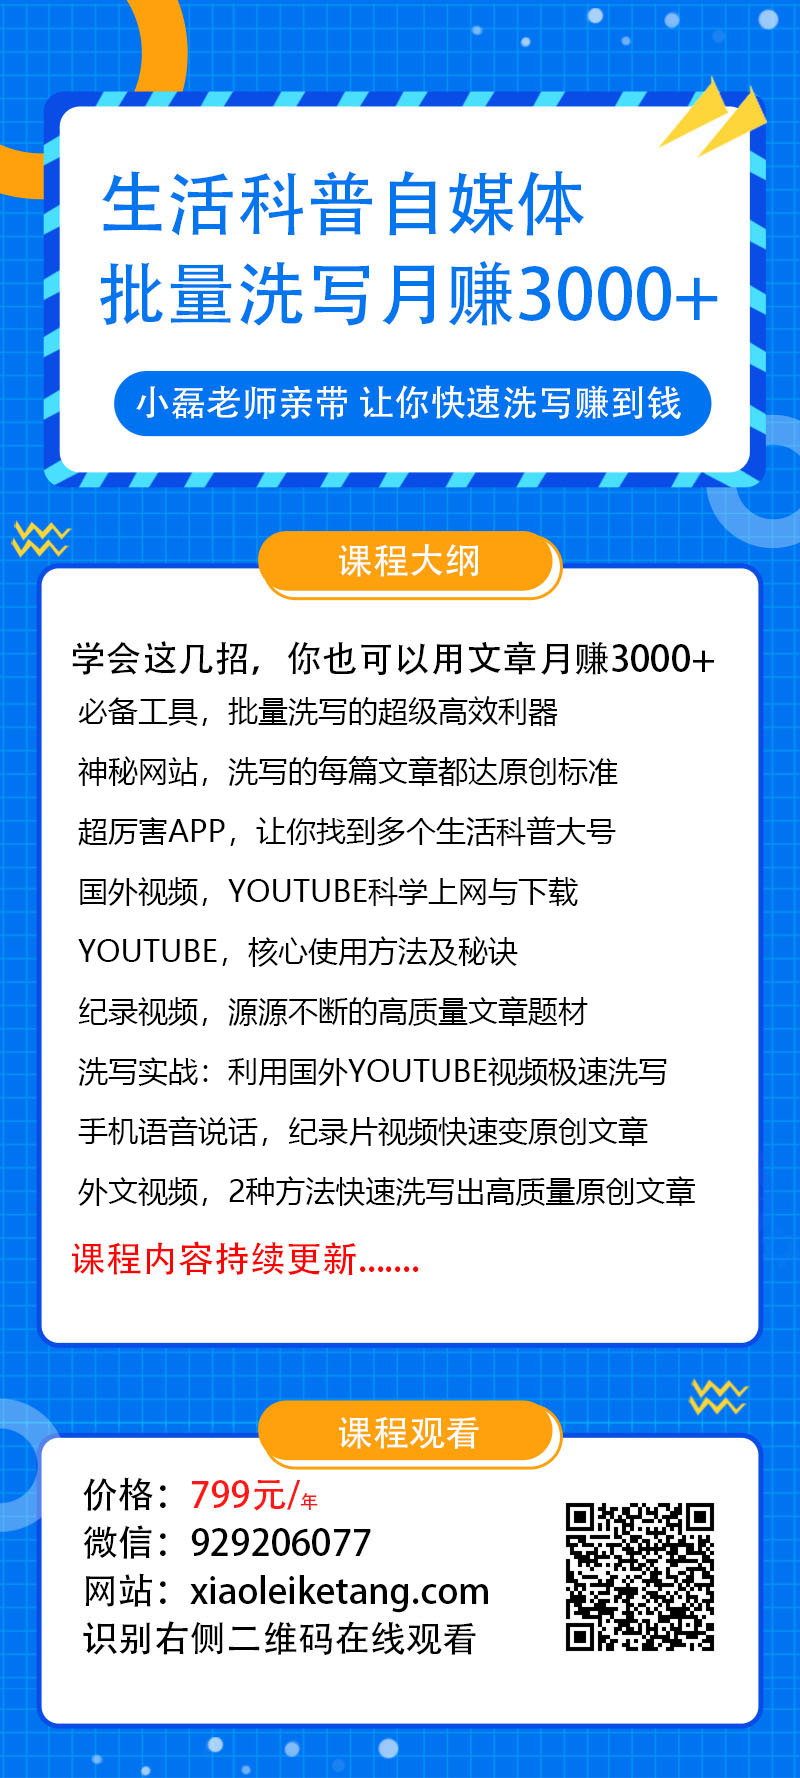 生活科普自媒体
批量洗写月赚3000+
小磊老师亲带 让你快速洗写赚到钱
课程大纲
学会这几招，你也可以用文章月赚3000+
必备工具，批量洗写的超级高效利器
神秘网站，洗写的每篇文章都达原创标准
超厉害APP，让你找到多个生活科普大号
国外视频，YOUTUBE科学上网与下载
YOUTUBE，核心使用方法及秘诀
纪录视频，源源不断的高质量文章题材
洗写实战：利用国外YOUTUBE视频极速洗写
手机语音说话，纪录片视频快速变原创文章
外文视频，2种方法快速洗写出高质量原创文章
课程内容持续更新.......
课程观看
价格：799元/年
微信：929206077
网站：xiaoleiketang.com
识别右侧二维码在线观看